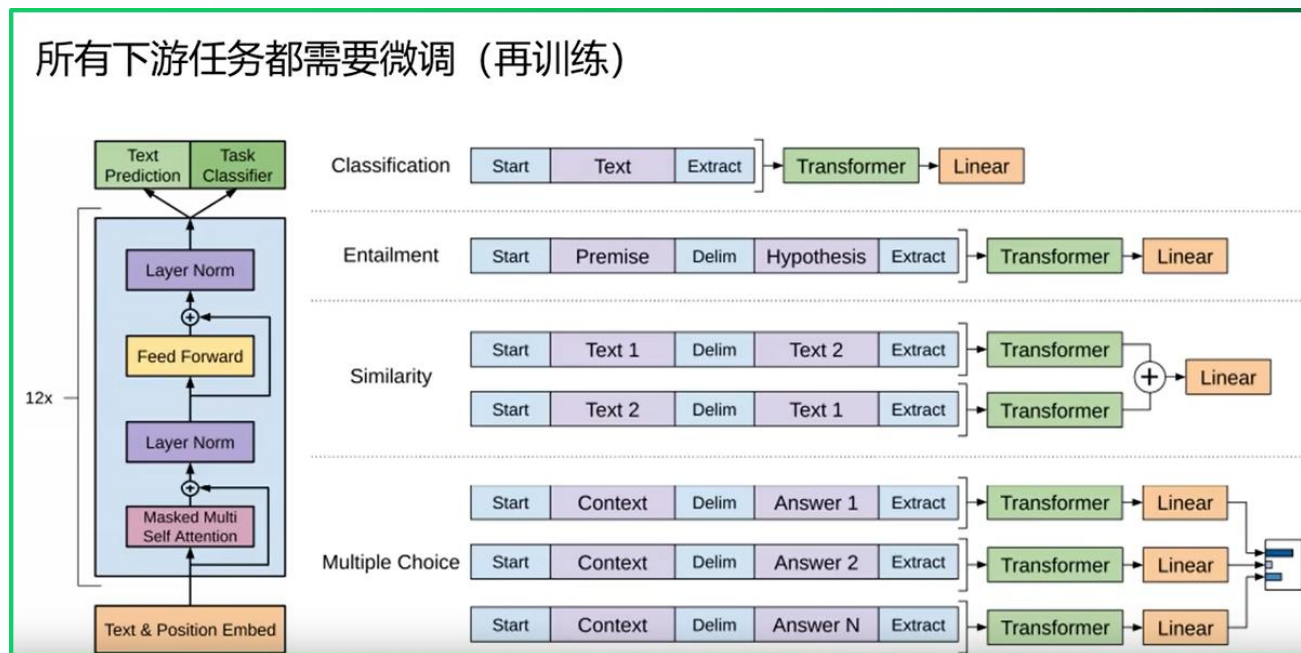 所有下游任务都需要微调（再训练）
Text Prediction
Task Classifier
12x
Layer Norm
+
Feed Forward
Layer Norm
+
Masked Multi
Self Attention
Text & Position Embed
Classification Start Text Extract Transformer Linear
Entailment Start Premise Delim Hypothesis Extract Transformer Linear
Similarity
Start Text 1 Delim Text 2 Extract Transformer
+ Linear
Start Text 2 Delim Text 1 Extract Transformer
Multiple Choice
Start Context Delim Answer 1 Extract Transformer Linear
Start Context Delim Answer 2 Extract Transformer Linear
Start Context Delim Answer N Extract Transformer Linear